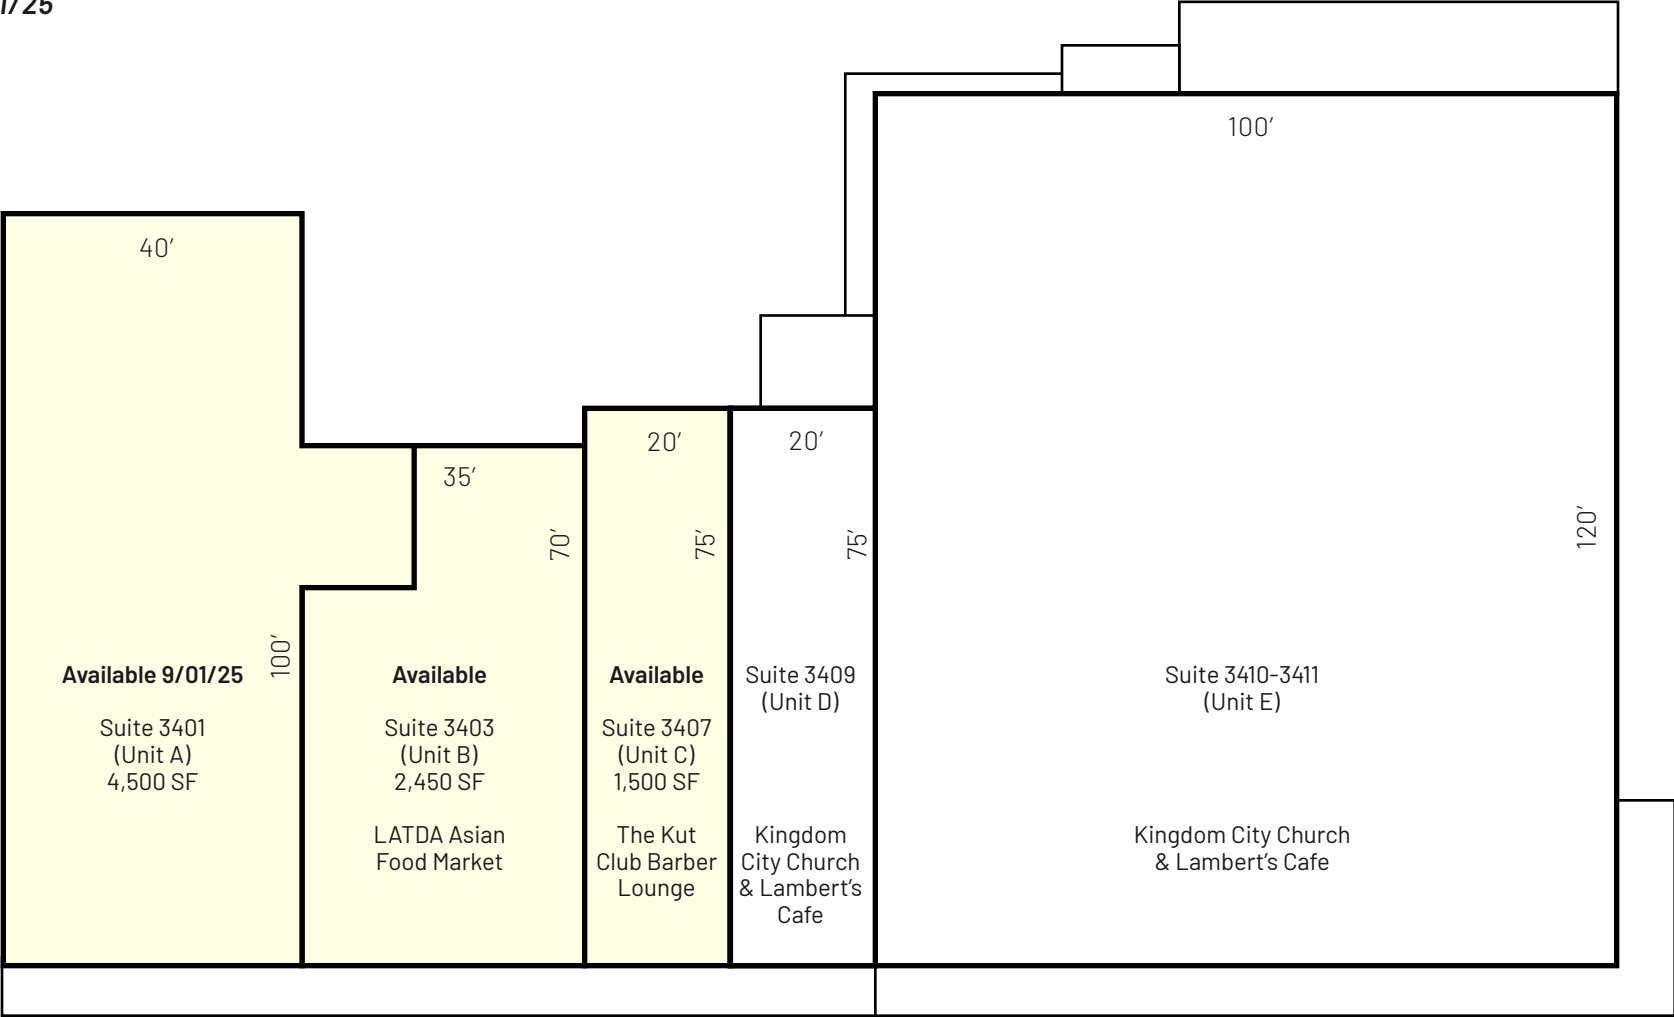 1/25
100′
40′
20′
20′
35′
70′
75′
75′
120′
100′
Available 9/01/25
Suite 3401
(Unit A)
4,500 SF
Available
Suite 3403
(Unit B)
2,450 SF
LATDA Asian
Food Market
Available
Suite 3407
(Unit C)
1,500 SF
The Kut
Club Barber
Lounge
Suite 3409
(Unit D)
Kingdom
City Church
& Lambert’s
Cafe
Suite 3410-3411
(Unit E)
Kingdom City Church
& Lambert’s Cafe